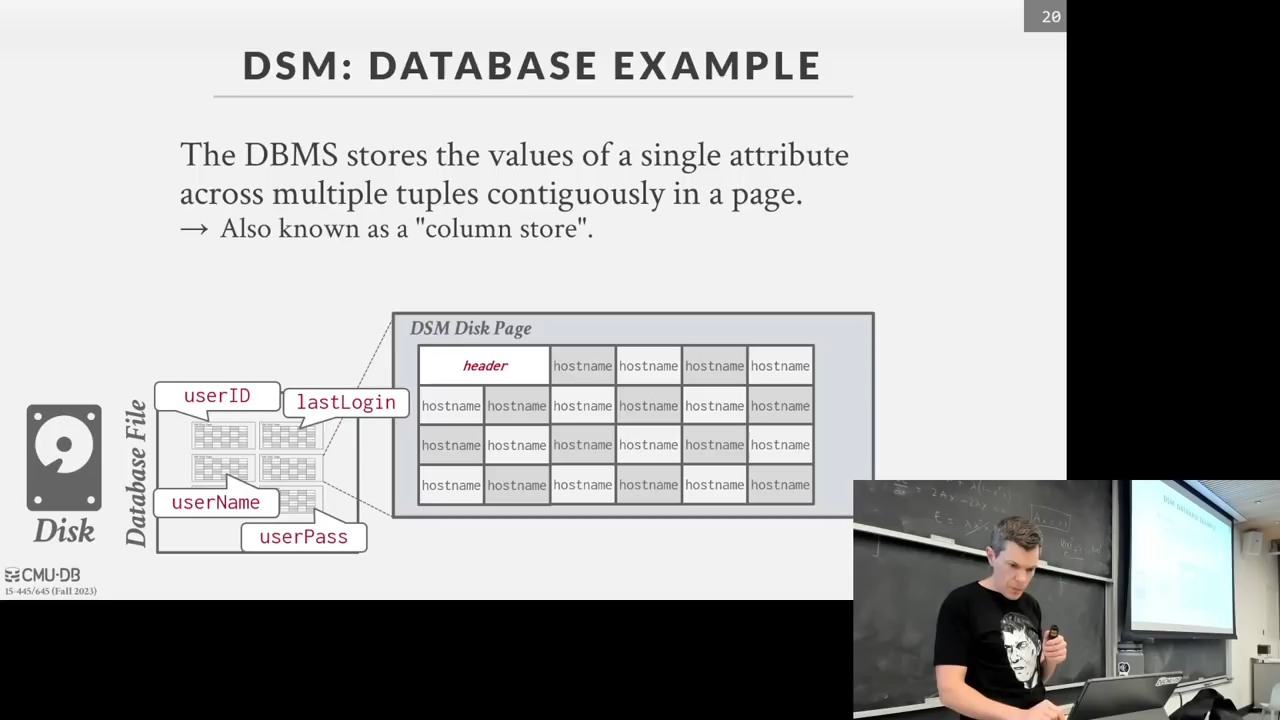 20
DSM: DATABASE EXAMPLE
The DBMS stores the values of a single attribute
across multiple tuples contiguously in a page.
→ Also known as a "column store".
DSM Disk Page
header hostname hostname hostname hostname
hostname hostname hostname hostname hostname hostname
hostname hostname hostname hostname hostname hostname
hostname hostname hostname hostname hostname hostname
userID
lastLogin
userName
userPass
Database File
Disk
CMU·DB
15-445/645 (Fall 2023)
DSM: DATABASE EXAMPLE